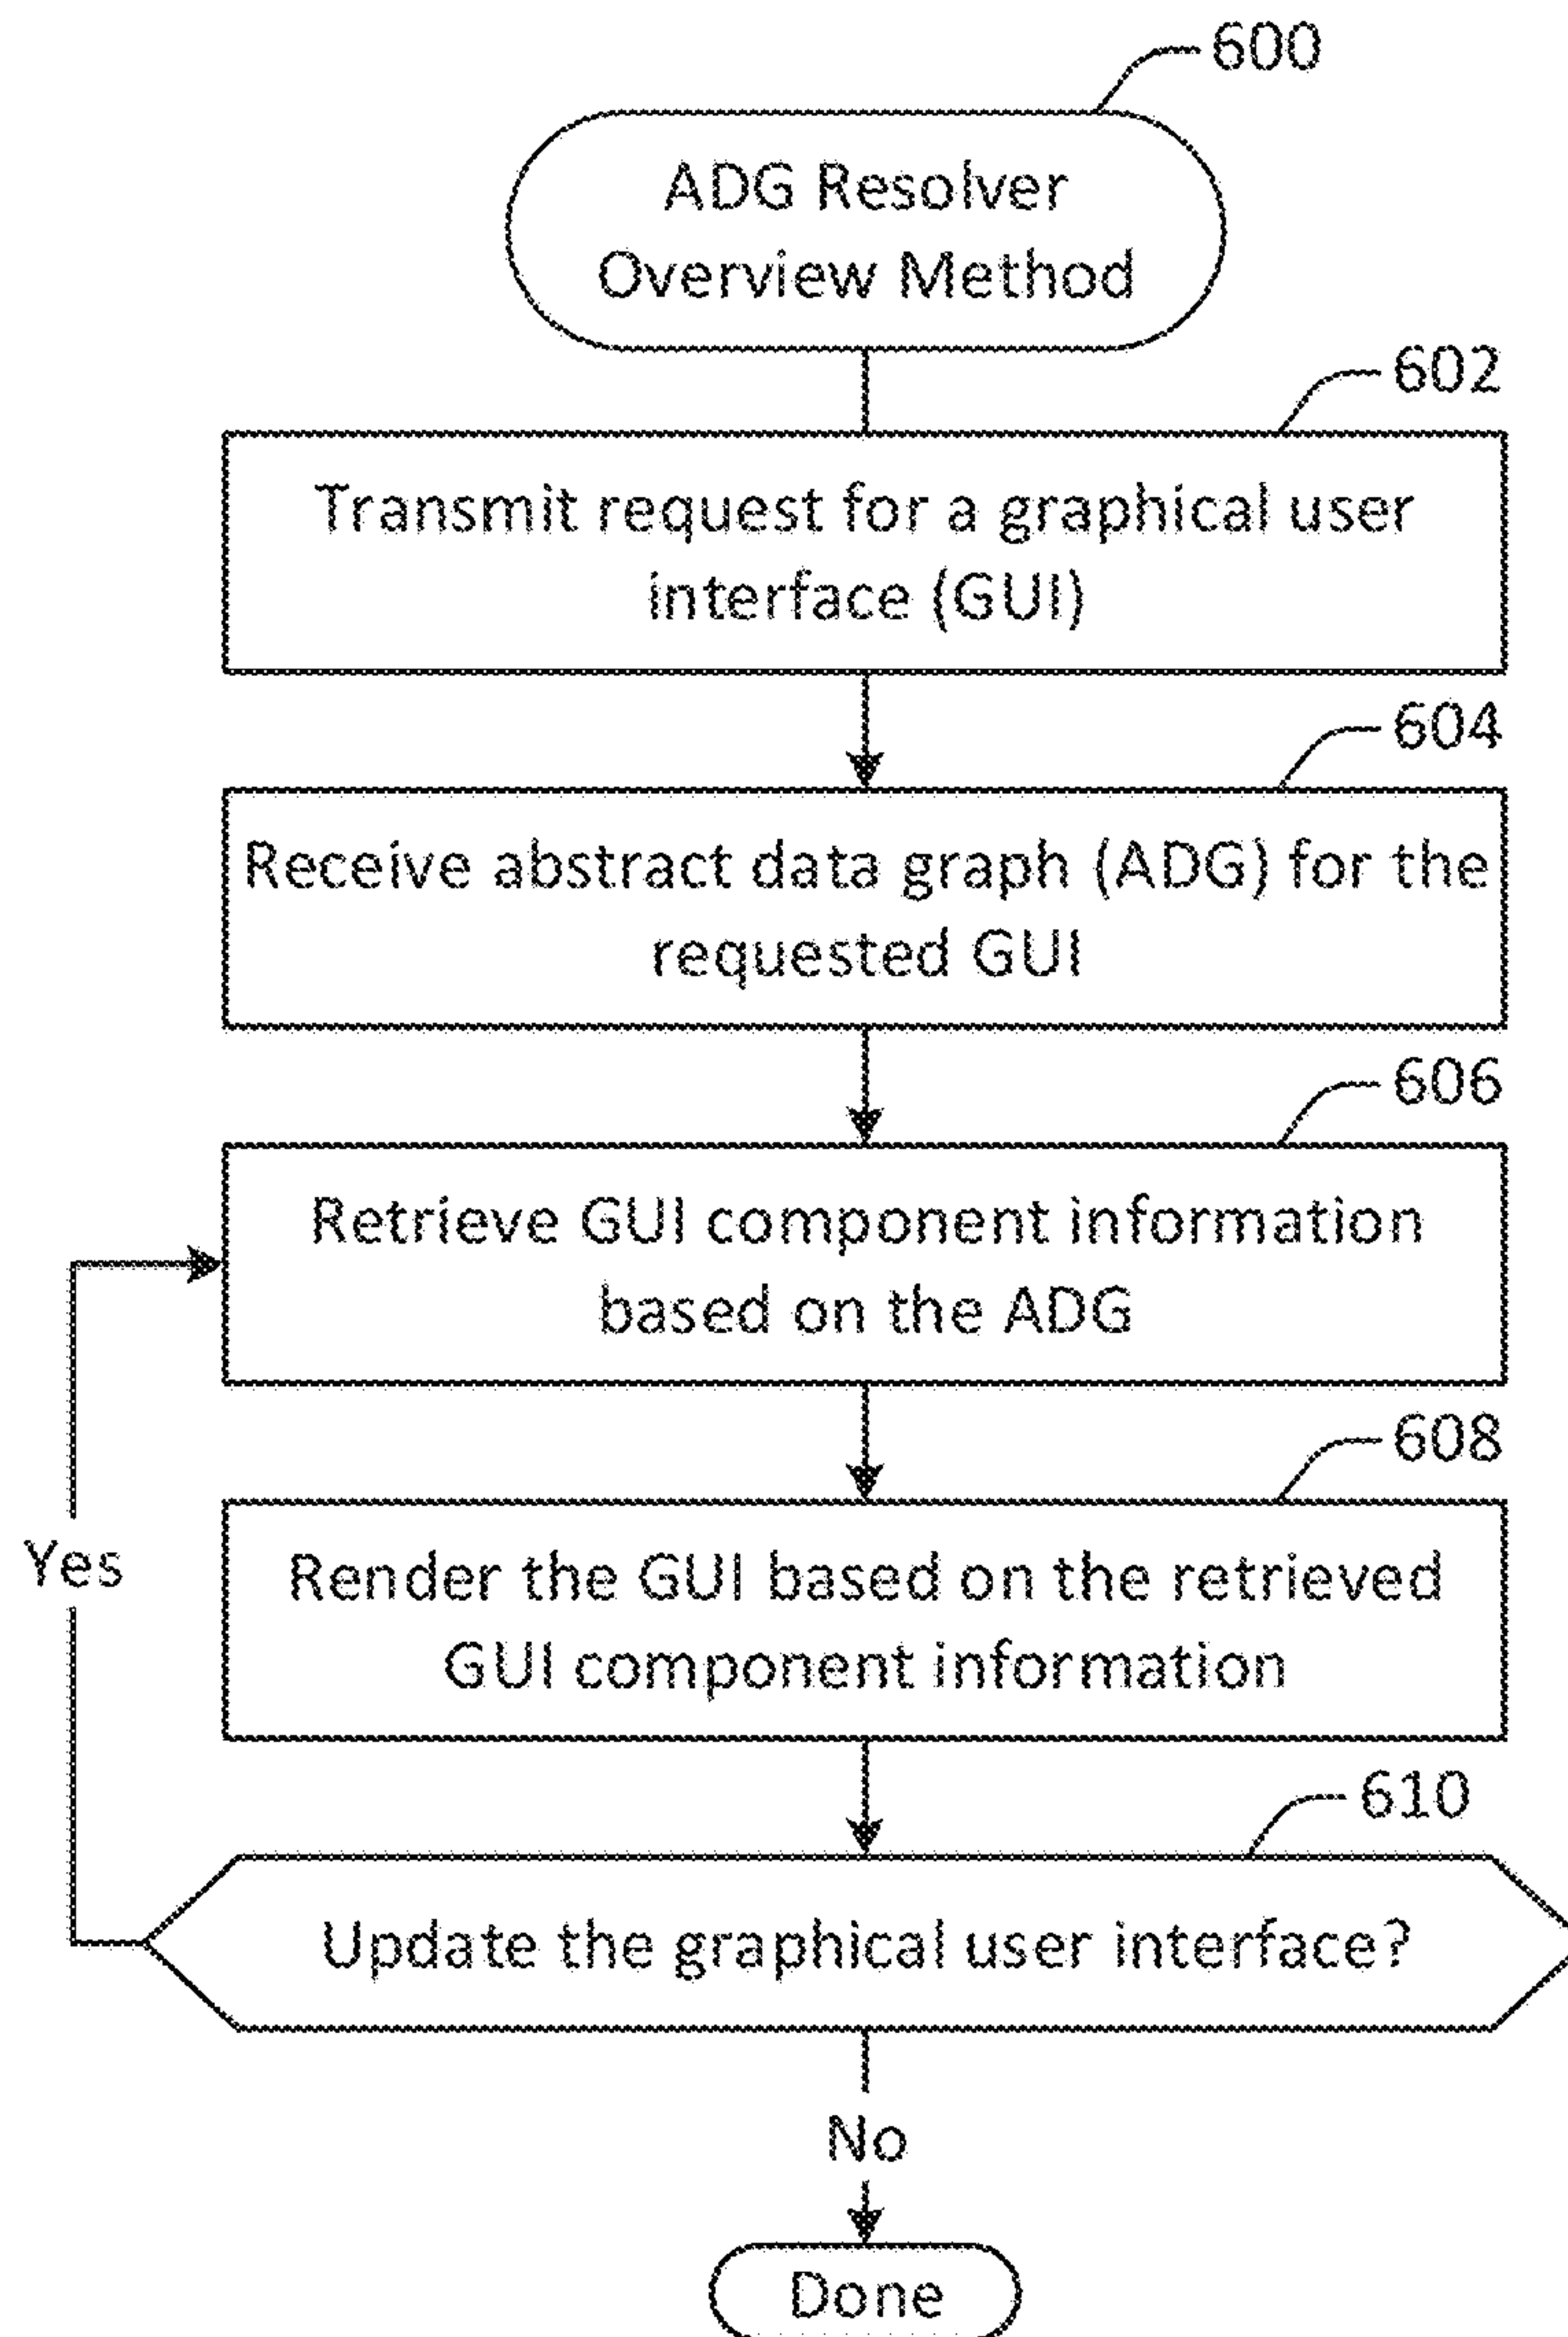 600
ADG Resolver
Overview Method
602
Transmit request for a graphical user
interface (GUI)
604
Receive abstract data graph (ADG) for the
requested GUI
606
Retrieve GUI component information
based on the ADG
608
Render the GUI based on the retrieved
GUI component information
Yes
610
Update the graphical user interface?
No
Done